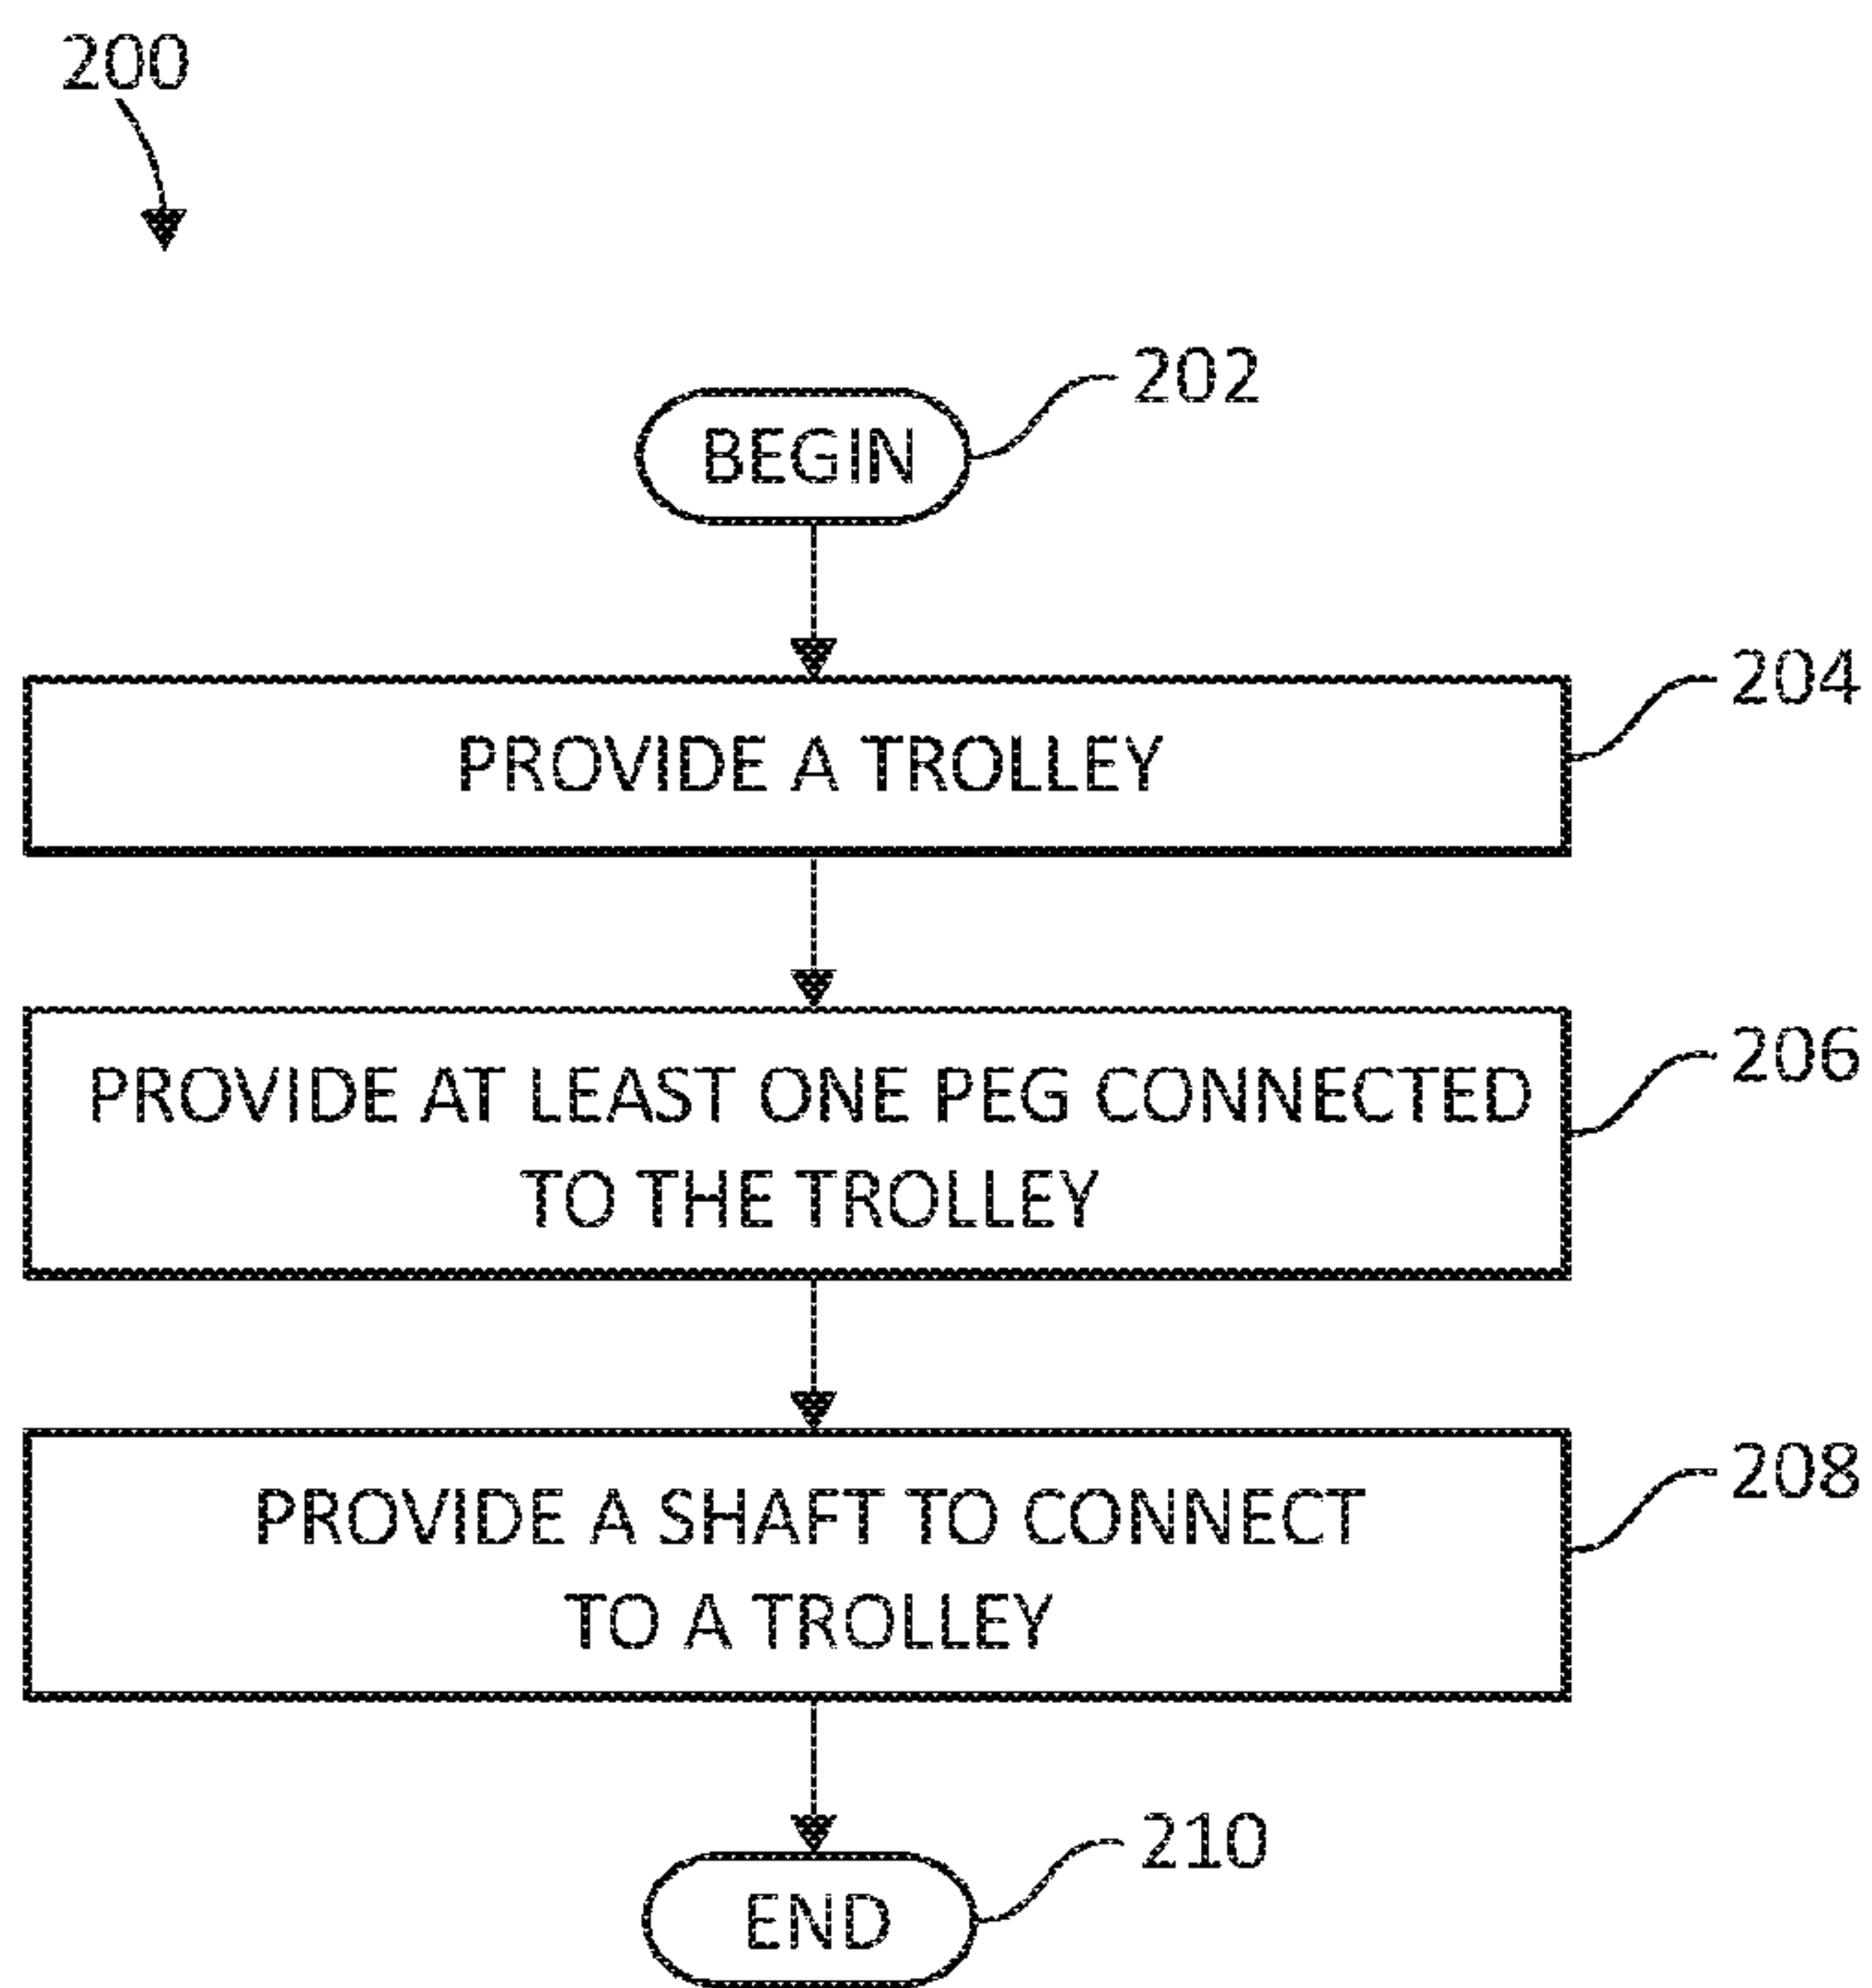 200
202
BEGIN
204
PROVIDE A TROLLEY
206
PROVIDE AT LEAST ONE PEG CONNECTED
TO THE TROLLEY
208
PROVIDE A SHAFT TO CONNECT
TO A TROLLEY
210
END